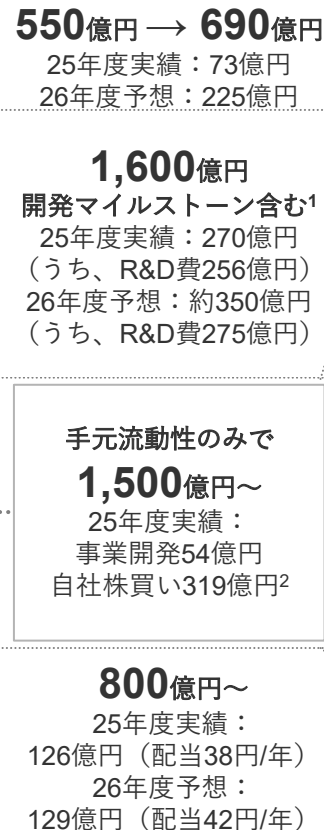 550億円 → 690億円
25年度実績：73億円
26年度予想：225億円
1,600億円
開発マイルストーン含む¹
25年度実績：270億円
（うち、R&D費256億円）
26年度予想：約350億円
（うち、R&D費275億円）
手元流動性のみで
1,500億円～
25年度実績：
事業開発54億円
自社株買い319億円²
800億円～
25年度実績：
126億円（配当38円/年）
26年度予想：
129億円（配当42円/年）